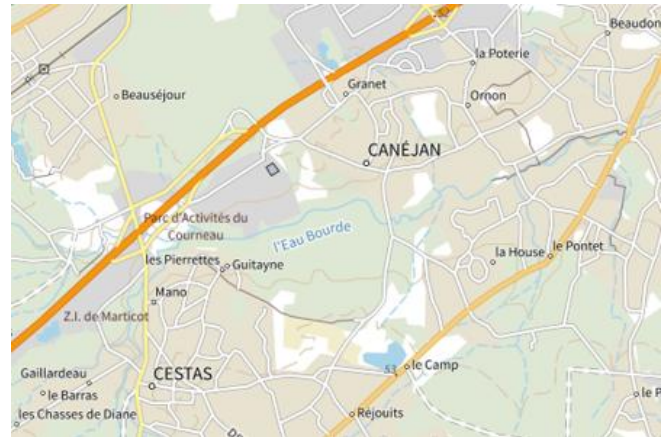 Beaudon
la Poterie
Granet
Beauséjour
Ornon
CANÉJAN
Parc d'Activités du
Courneau
l'Eau Bourde
la House
le Pontet
les Pierrettes
Guitayne
Mano
Z.I. de Marticot
53
le Camp
Gaillardeau
CESTAS
le Barras
le P
Réjouits
les Chasses de Diane